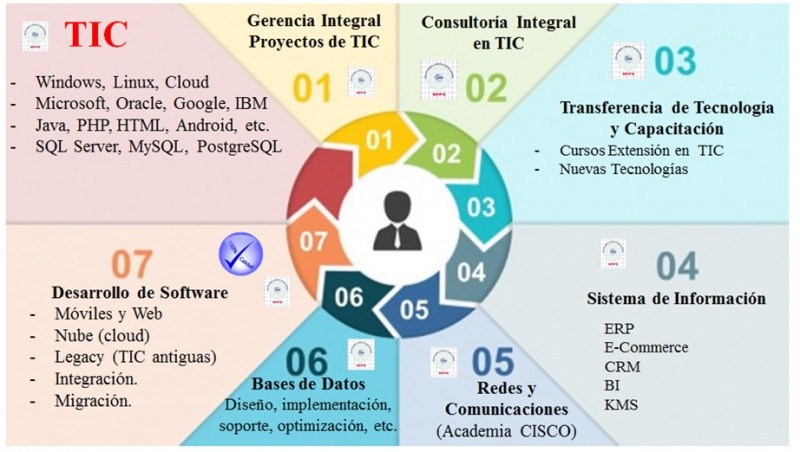 TIC
- Windows, Linux, Cloud
- Microsoft, Oracle, Google, IBM
- Java, PHP, HTML, Android, etc.
- SQL Server, MySQL, PostgreSQL
Gerencia Integral
Proyectos de TIC
01
Consultoría Integral
en TIC
02
03
Transferencia de Tecnología
y Capacitación
- Cursos Extensión en TIC
- Nuevas Tecnologías
04
Sistema de Información
ERP
E-Commerce
CRM
BI
KMS
05
Redes y
Comunicaciones
(Academia CISCO)
06
Bases de Datos
Diseño, implementación,
soporte, optimización, etc.
07
Desarrollo de Software
- Móviles y Web
- Nube (cloud)
- Legacy (TIC antiguas)
- Integración.
- Migración.
01
02
03
04
05
06
07